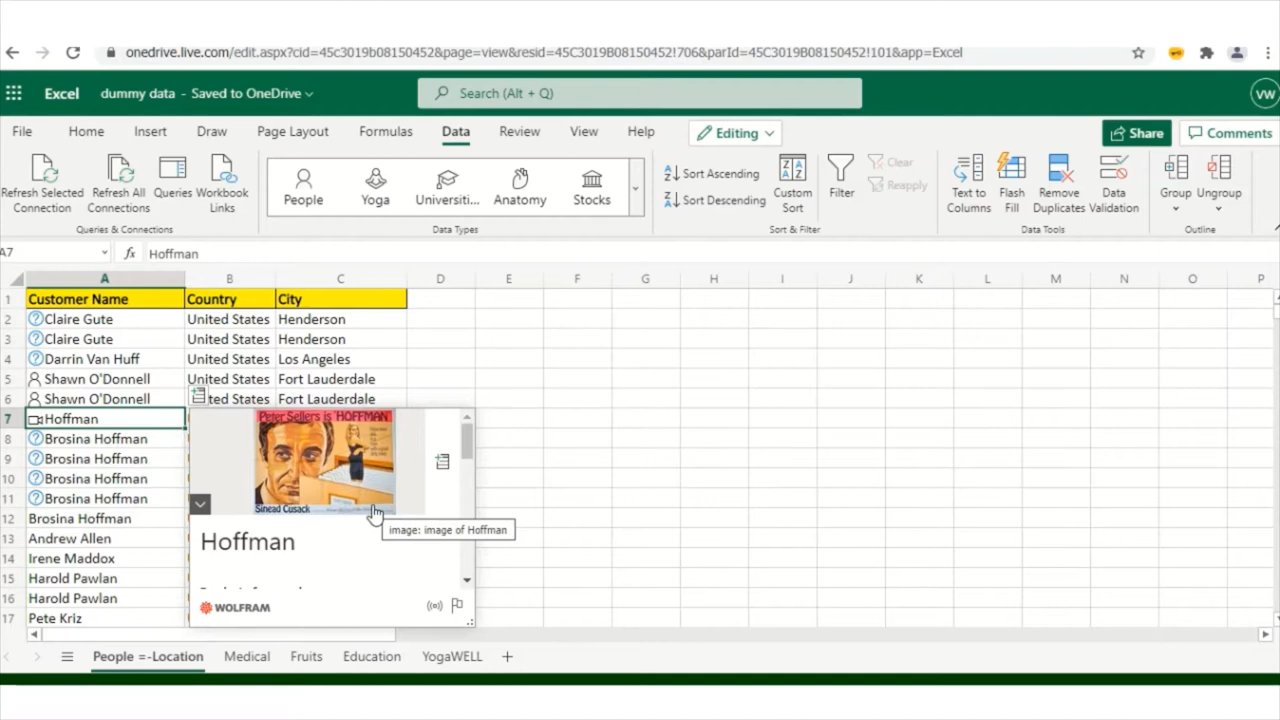 onedrive.live.com/edit.aspx?cid=45c3019b08150452&page=view&resid=45C3019B08150452!706&parId=45C3019B08150452!101&app=Excel
Excel dummy data - Saved to OneDrive Search (Alt + Q) VW
File Home Insert Draw Page Layout Formulas Data Review View Help Editing Share Comments
Refresh Selected Connection
Refresh All Connections
Queries
Workbook Links
Queries & Connections
People Yoga Universiti... Anatomy Stocks
Data Types
Sort Ascending
Sort Descending
Custom Sort
Filter
Clear
Reapply
Sort & Filter
Text to Columns
Flash Fill
Remove Duplicates
Data Validation
Data Tools
Group Ungroup
Outline
A7 fx Hoffman
A B C D E F G H I J K L M N O P
1 Customer Name Country City
2 Claire Gute United States Henderson
3 Claire Gute United States Henderson
4 Darrin Van Huff United States Los Angeles
5 Shawn O'Donnell United States Fort Lauderdale
6 Shawn O'Donnell ted States Fort Lauderdale
7 Hoffman
8 Brosina Hoffman
9 Brosina Hoffman
10 Brosina Hoffman
11 Brosina Hoffman
12 Brosina Hoffman
13 Andrew Allen
14 Irene Maddox
15 Harold Pawlan
16 Harold Pawlan
17 Pete Kriz
Peter Sellers is 'HOFFMAN'
Sinead Cusack
image: image of Hoffman
Hoffman
WOLFRAM
People =-Location Medical Fruits Education YogaWELL